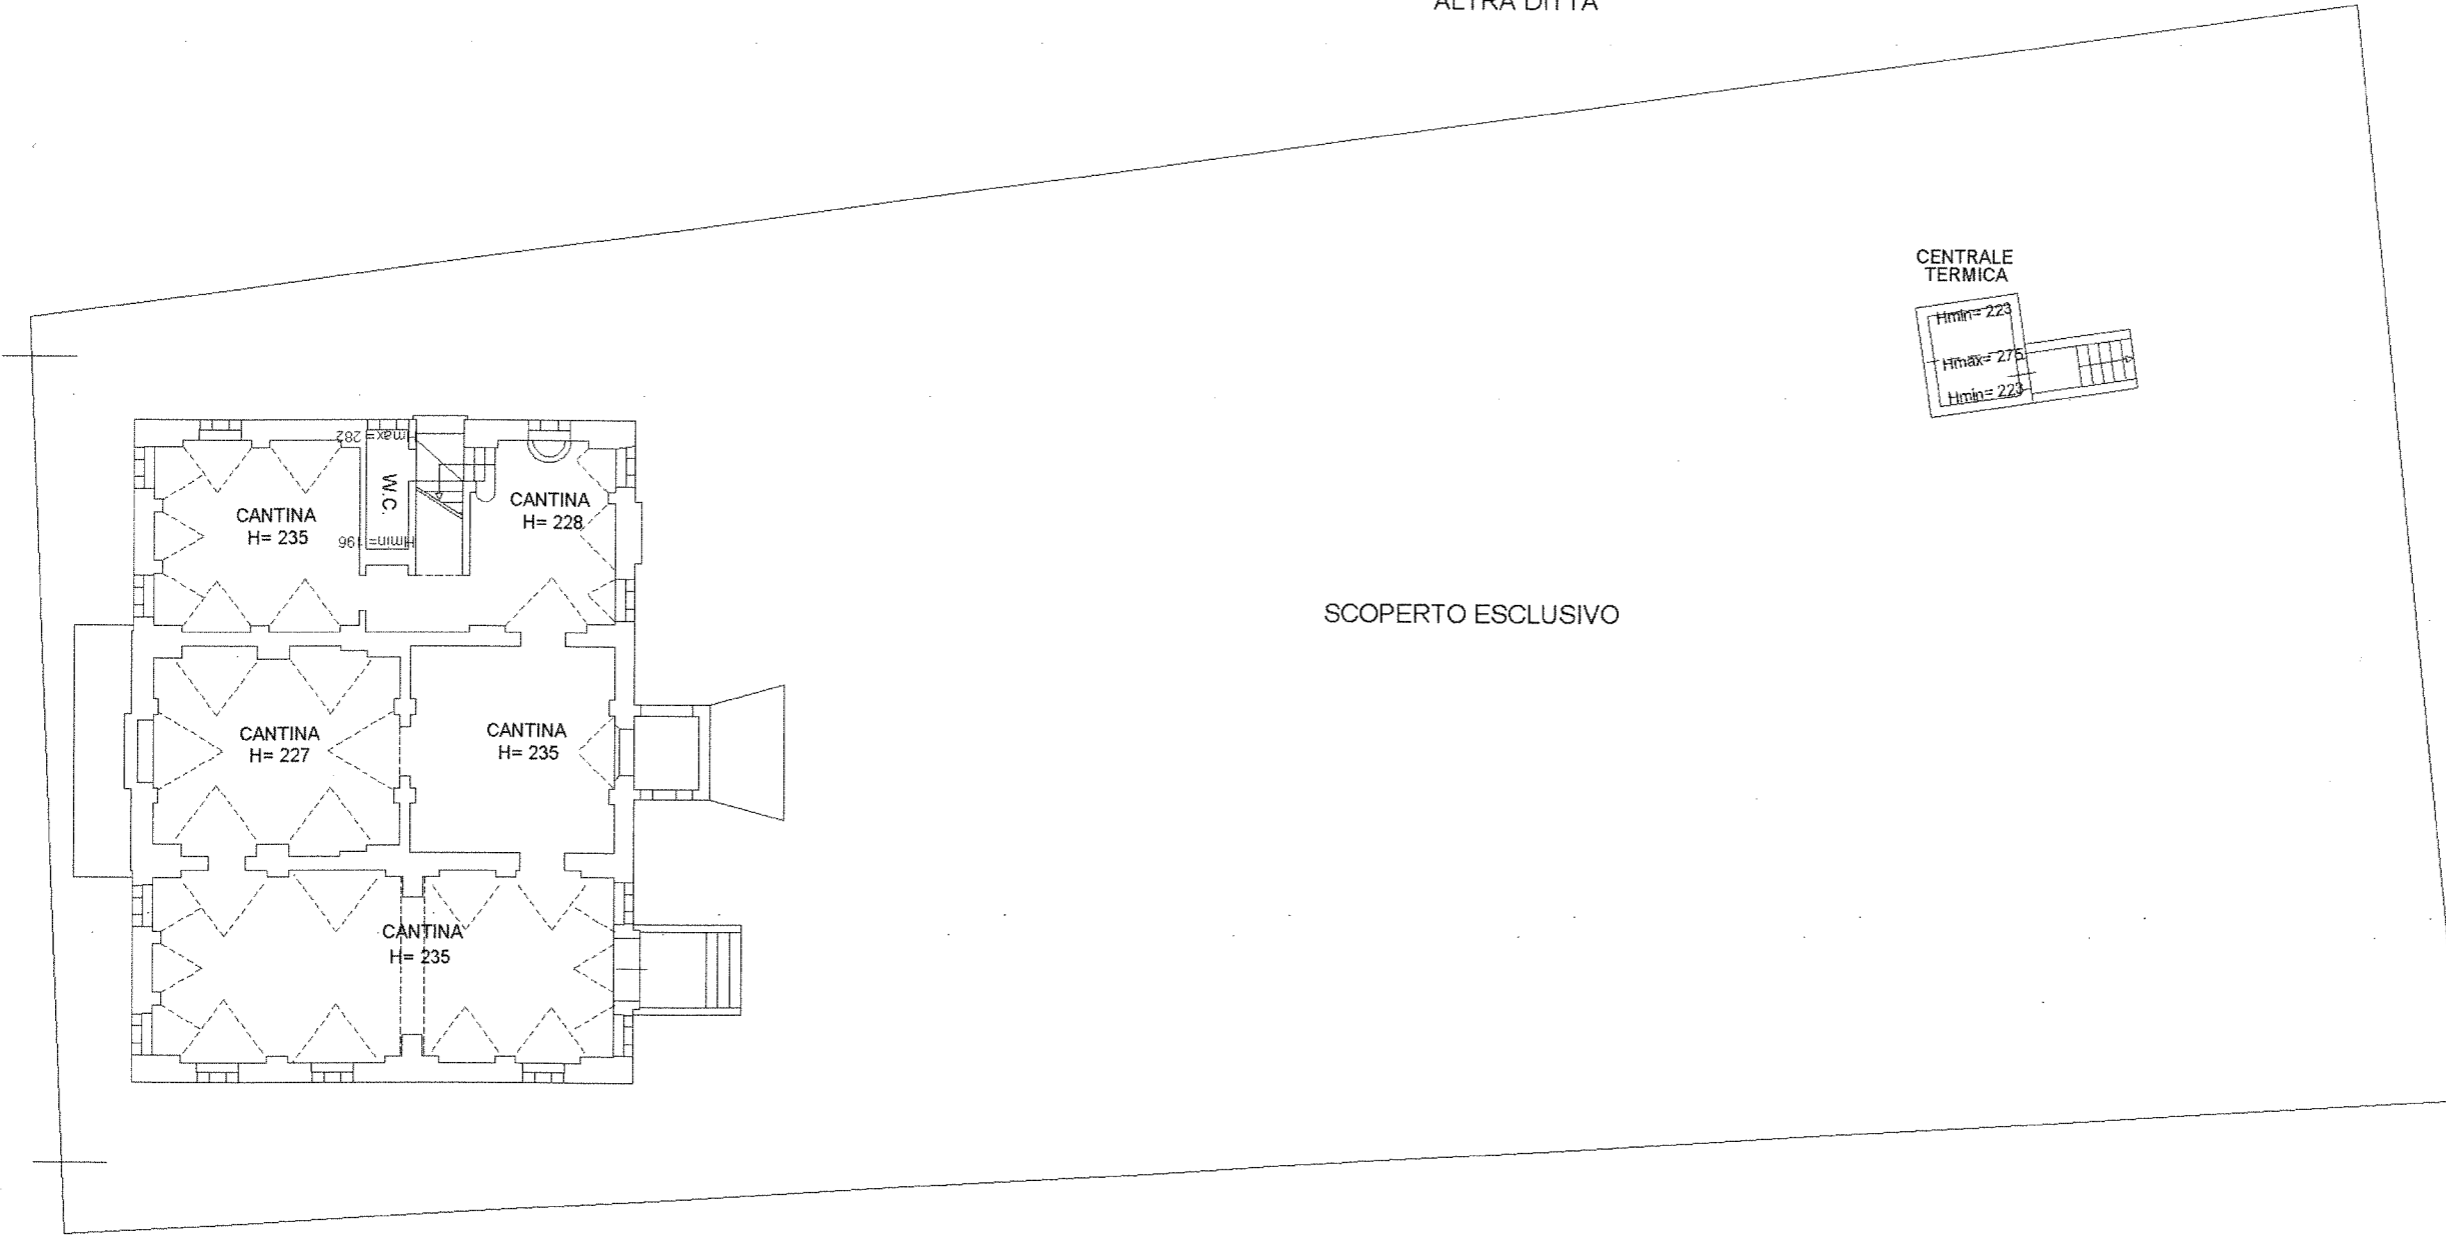 ALTRA DITTA
CENTRALE
TERMICA
Hmin= 223
Hmax= 275
Hmin= 223
Hmax= 282
W.C.
Hmin= 196
CANTINA
H= 235
CANTINA
H= 228
SCOPERTO ESCLUSIVO
CANTINA
H= 227
CANTINA
H= 235
CANTINA
H= 235